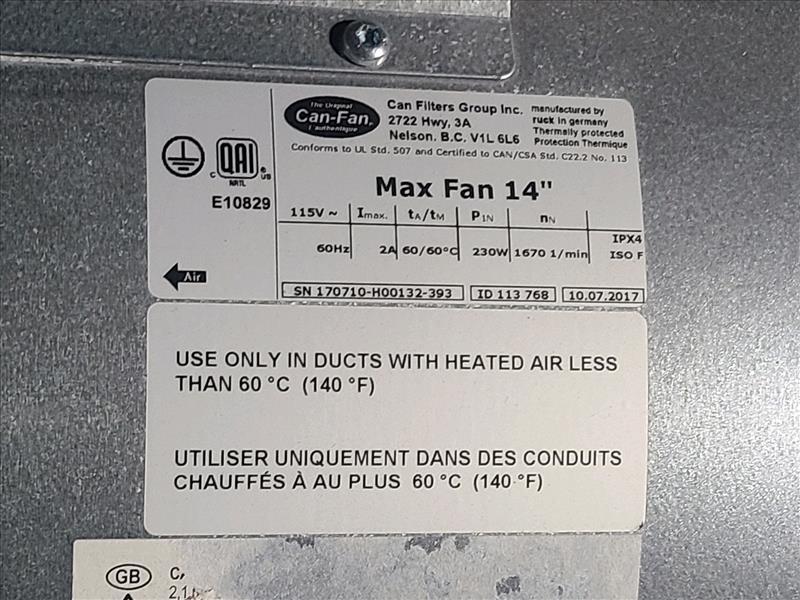 The Original
Can-Fan.
l'authentique
Can Filters Group Inc.
2722 Hwy, 3A
Nelson. B.C. V1L 6L6
manufactured by
ruck in germany
Thermally protected
Protection Thermique
Conforms to UL Std. 507 and Certified to CAN/CSA Std. C22.2 No. 113
C QAI ® US
NRTL
E10829
Max Fan 14"
115V ~ Imax. tA/tM PIN nN
60Hz 2A 60/60°C 230W 1670 1/min
IPX4
ISO F
Air
SN 170710-H00132-393 ID 113 768 10.07.2017
USE ONLY IN DUCTS WITH HEATED AIR LESS
THAN 60 °C (140 °F)
UTILISER UNIQUEMENT DANS DES CONDUITS
CHAUFFÉS À AU PLUS 60 °C (140 °F)
GB